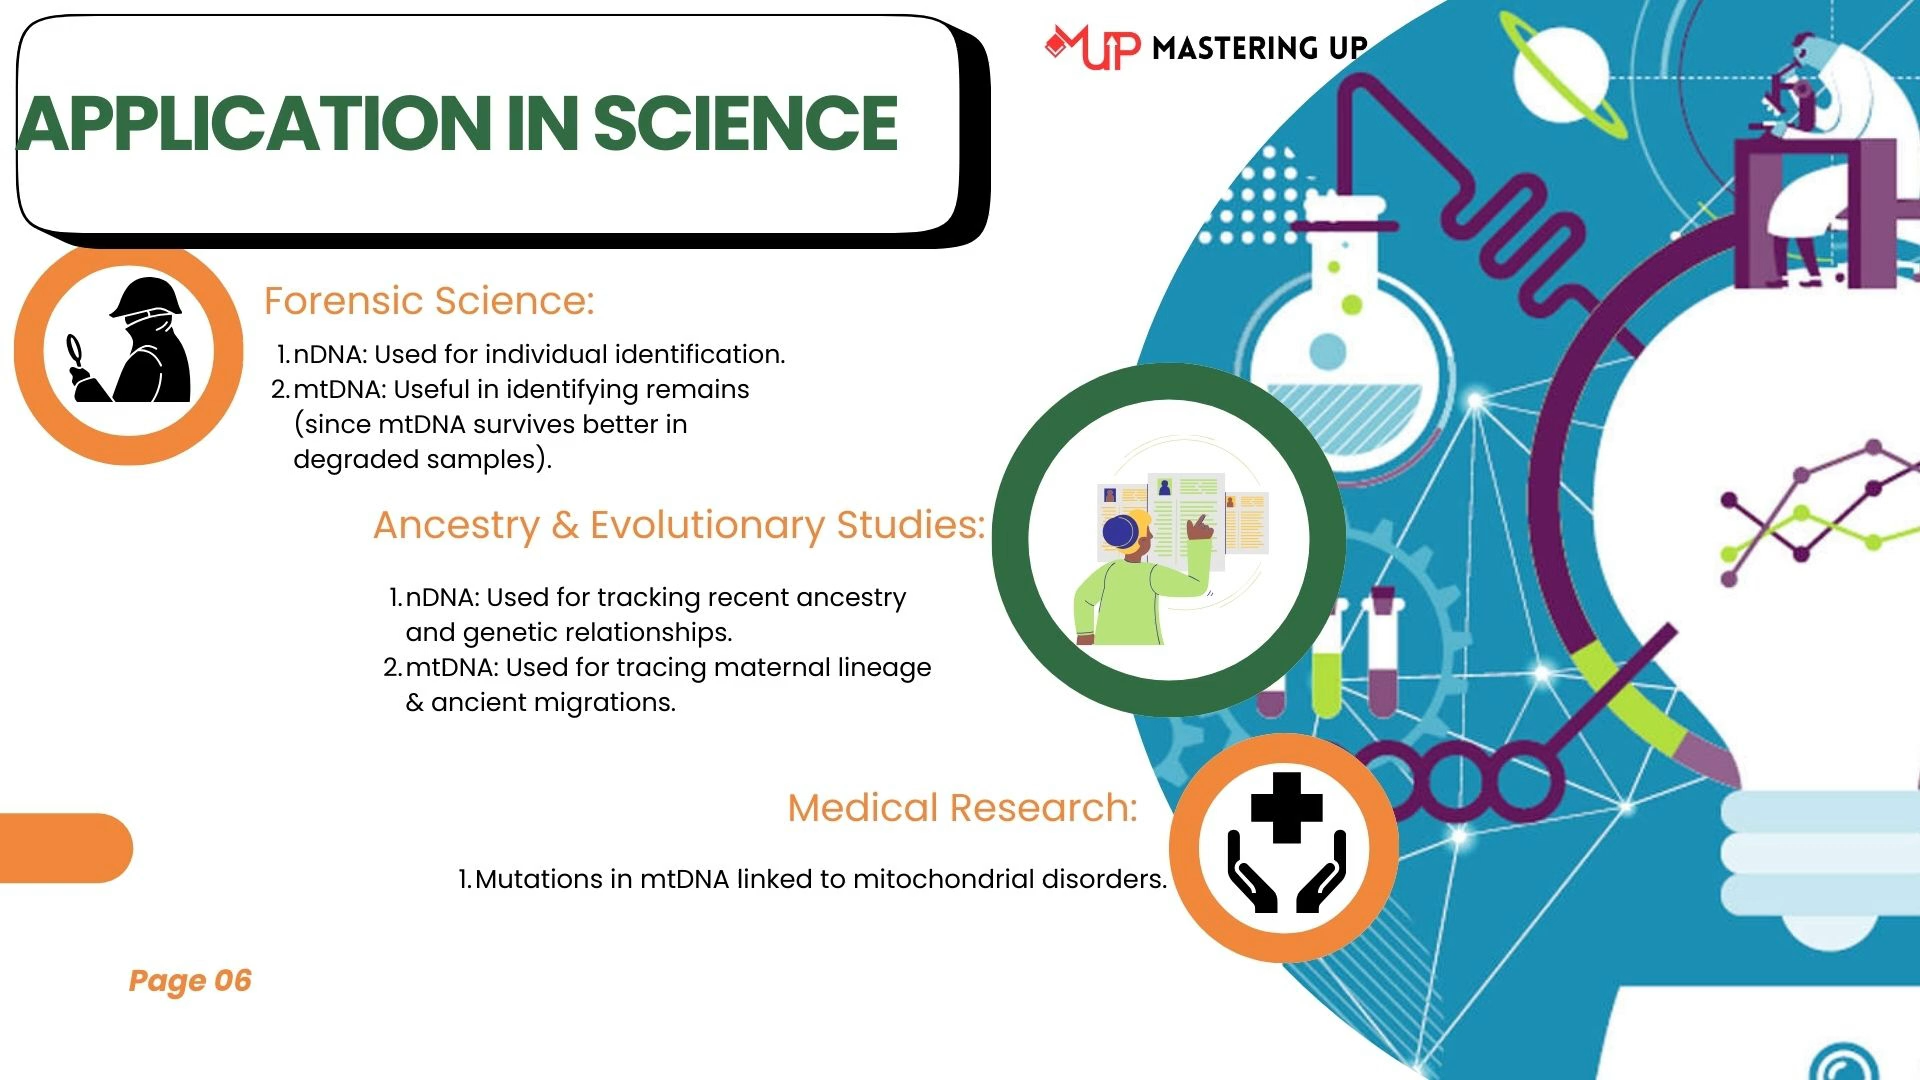 MUP MASTERING UP
APPLICATION IN SCIENCE
Forensic Science:
1. nDNA: Used for individual identification.
2. mtDNA: Useful in identifying remains
(since mtDNA survives better in
degraded samples).
Ancestry & Evolutionary Studies:
1. nDNA: Used for tracking recent ancestry
and genetic relationships.
2. mtDNA: Used for tracing maternal lineage
& ancient migrations.
Medical Research:
1. Mutations in mtDNA linked to mitochondrial disorders.
Page 06